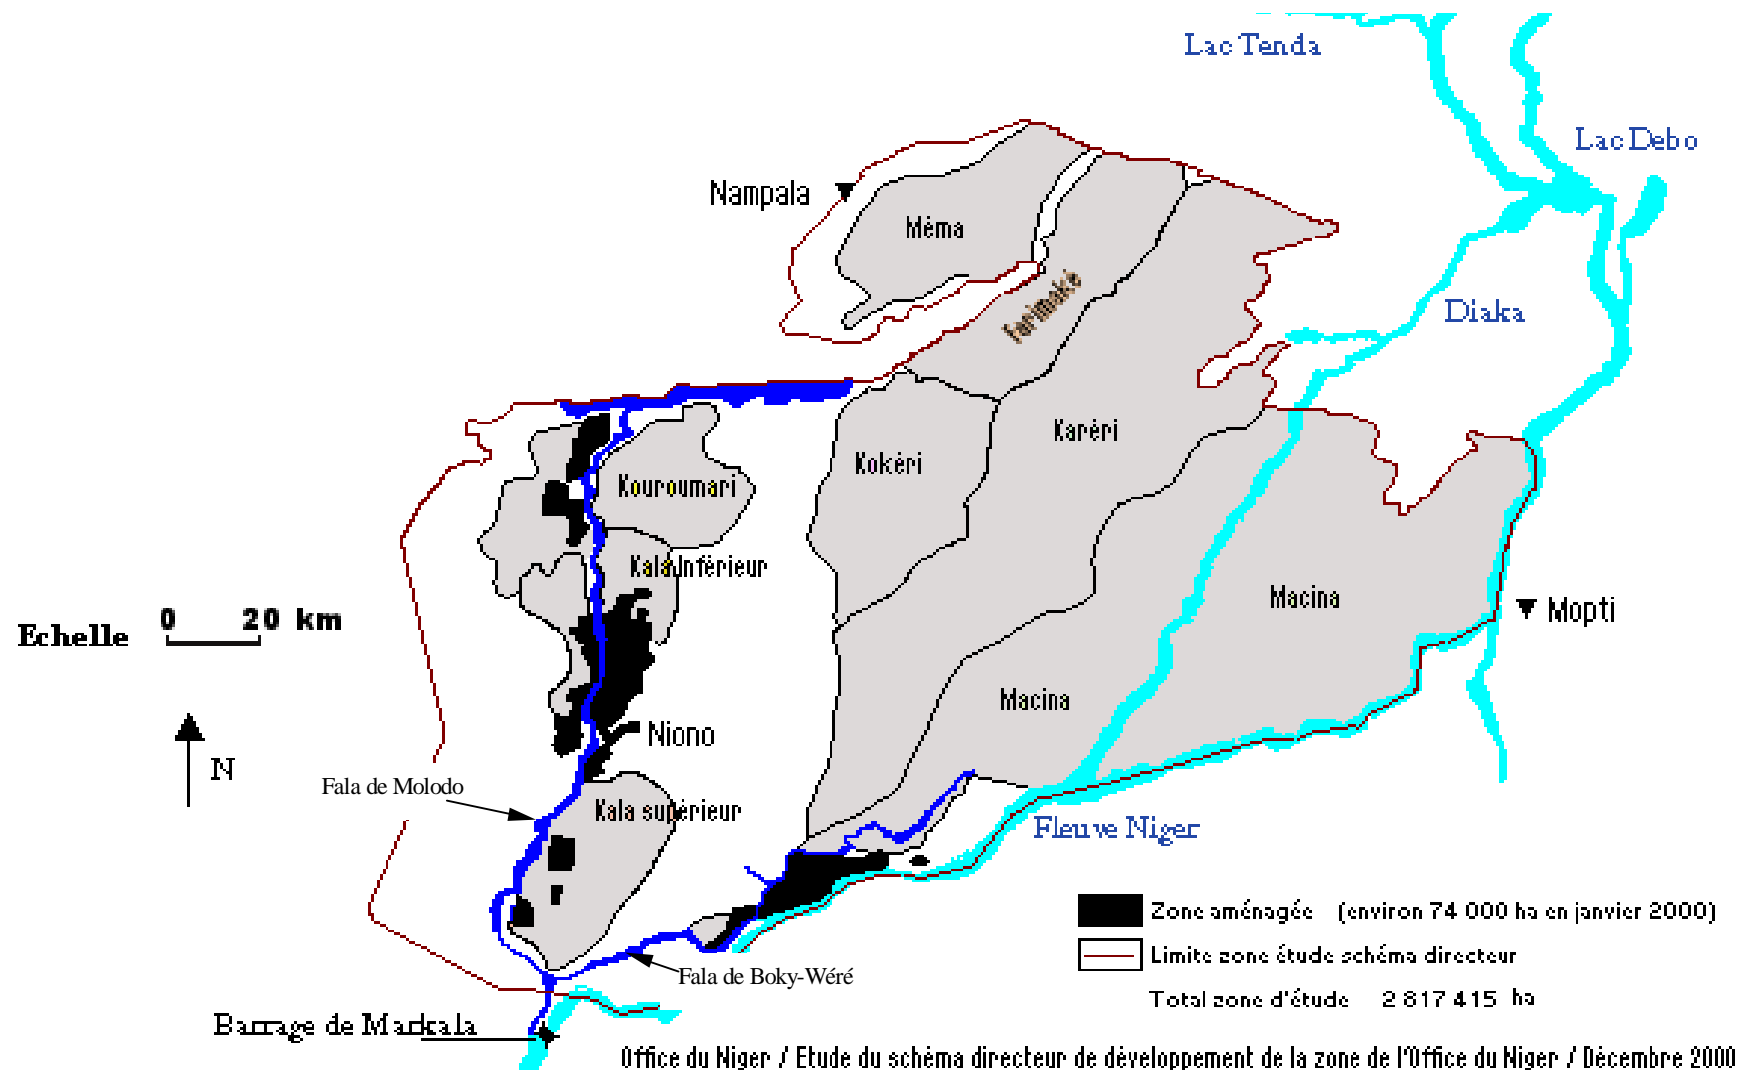 Lac Tenda
Lac Debo
Nampala
Méma
Farimaké
Diaka
Karéri
Kokéri
Kouroumari
Kala Inférieur
Macina
Mopti
0 20 km
Echelle
Macina
Niono
N
Fala de Molodo
Kala supérieur
Fleuve Niger
Zone aménagée (environ 74 000 ha en janvier 2000)
Limite zone étude schéma directeur
Fala de Boky-Wéré
Total zone d'étude 2 817 415 ha
Barrage de Markala
Office du Niger / Etude du schéma directeur de développement de la zone de l'Office du Niger / Décembre 2000